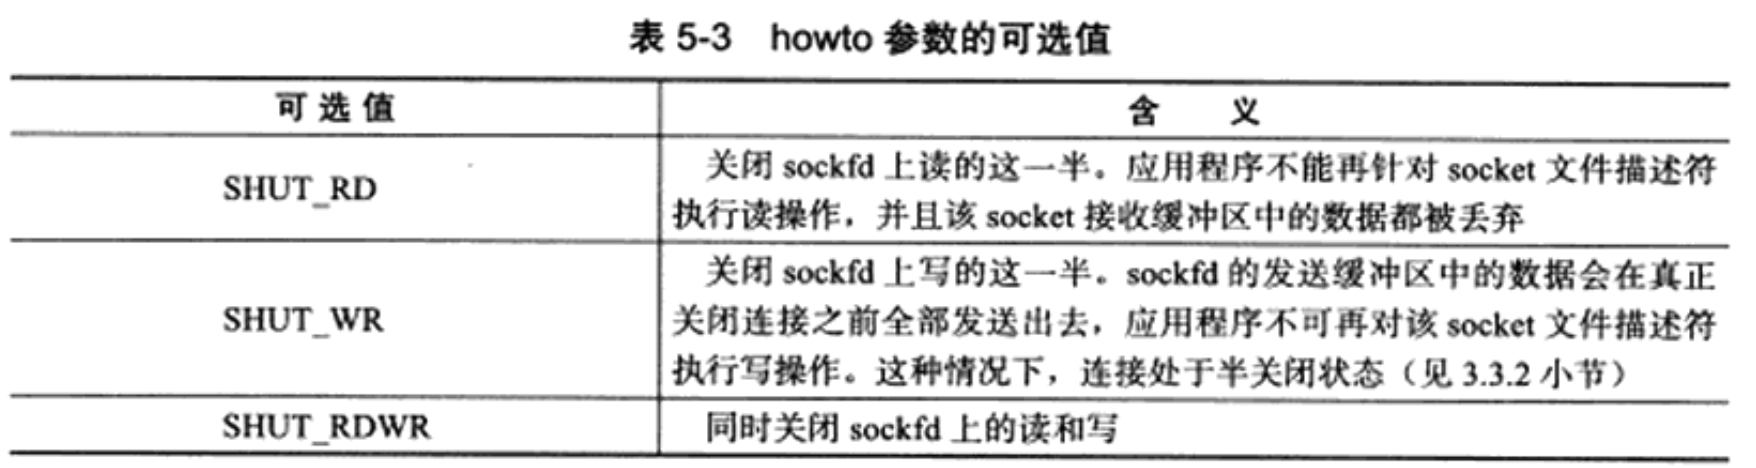 表 5-3 howto 参数的可选值
可 选 值 含 义
SHUT_RD
关闭 sockfd 上读的这一半。应用程序不能再针对 socket 文件描述符
执行读操作，并且该 socket 接收缓冲区中的数据都被丢弃
SHUT_WR
关闭 sockfd 上写的这一半。sockfd 的发送缓冲区中的数据会在真正
关闭连接之前全部发送出去，应用程序不可再对该 socket 文件描述符
执行写操作。这种情况下，连接处于半关闭状态（见 3.3.2 小节）
SHUT_RDWR
同时关闭 sockfd 上的读和写